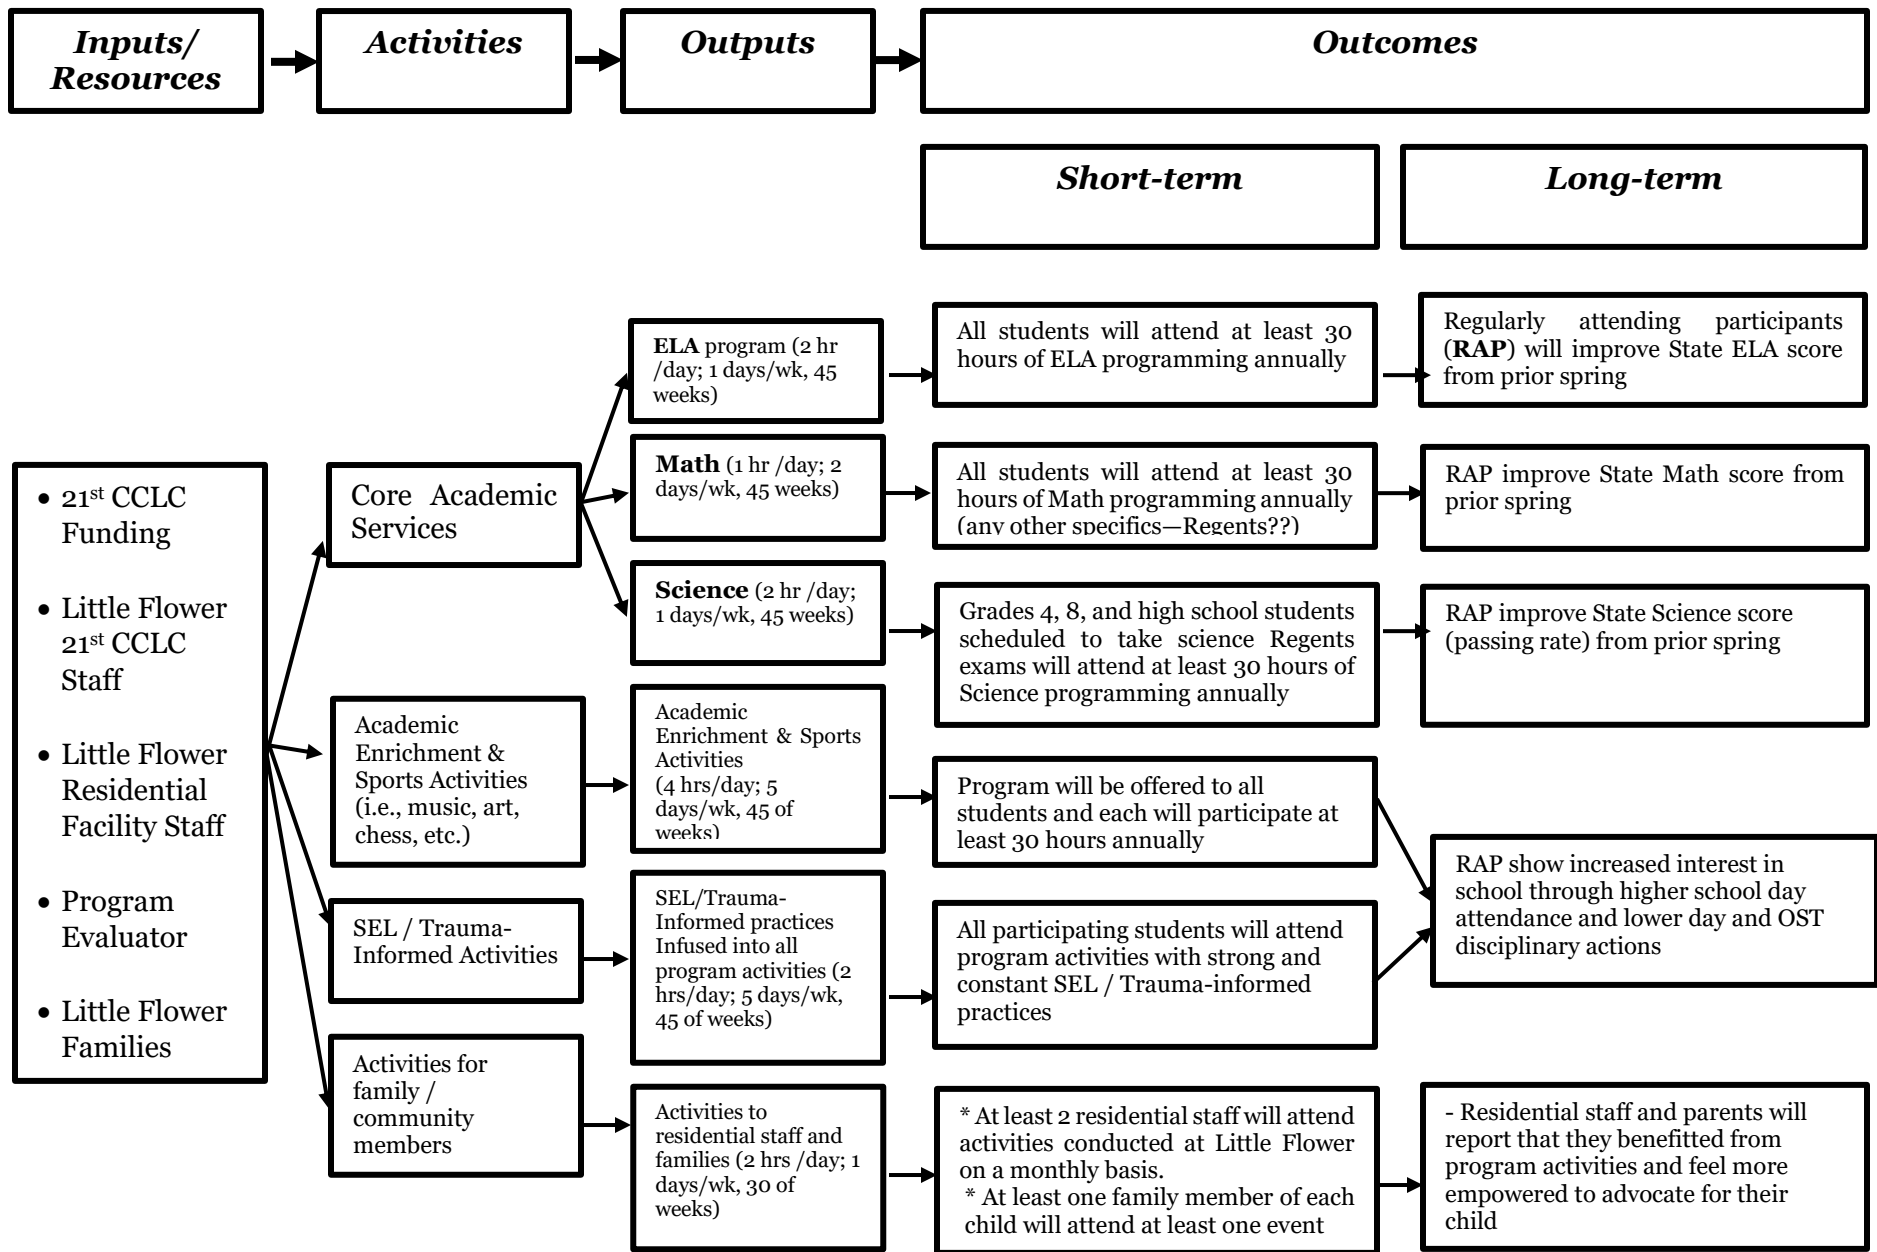 Inputs/
Resources
Activities
Outputs
Outcomes
Short-term
Long-term
• 21st CCLC
Funding
• Little Flower
21st CCLC
Staff
• Little Flower
Residential
Facility Staff
• Program
Evaluator
• Little Flower
Families
Core Academic
Services
Academic
Enrichment &
Sports Activities
(i.e., music, art,
chess, etc.)
SEL / Trauma-
Informed Activities
Activities for
family /
community
members
ELA program (2 hr
/day; 1 days/wk, 45
weeks)
Math (1 hr /day; 2
days/wk, 45 weeks)
Science (2 hr /day;
1 days/wk, 45 weeks)
Academic
Enrichment & Sports
Activities
(4 hrs/day; 5
days/wk, 45 of
weeks)
SEL/Trauma-
Informed practices
Infused into all
program activities (2
hrs/day; 5 days/wk,
45 of weeks)
Activities to
residential staff and
families (2 hrs /day; 1
days/wk, 30 of
weeks)
All students will attend at least 30
hours of ELA programming annually
All students will attend at least 30
hours of Math programming annually
(any other specifics—Regents??)
Grades 4, 8, and high school students
scheduled to take science Regents
exams will attend at least 30 hours of
Science programming annually
Program will be offered to all
students and each will participate at
least 30 hours annually
All participating students will attend
program activities with strong and
constant SEL / Trauma-informed
practices
* At least 2 residential staff will attend
activities conducted at Little Flower
on a monthly basis.
* At least one family member of each
child will attend at least one event
Regularly attending participants
(RAP) will improve State ELA score
from prior spring
RAP improve State Math score from
prior spring
RAP improve State Science score
(passing rate) from prior spring
RAP show increased interest in
school through higher school day
attendance and lower day and OST
disciplinary actions
- Residential staff and parents will
report that they benefitted from
program activities and feel more
empowered to advocate for their
child